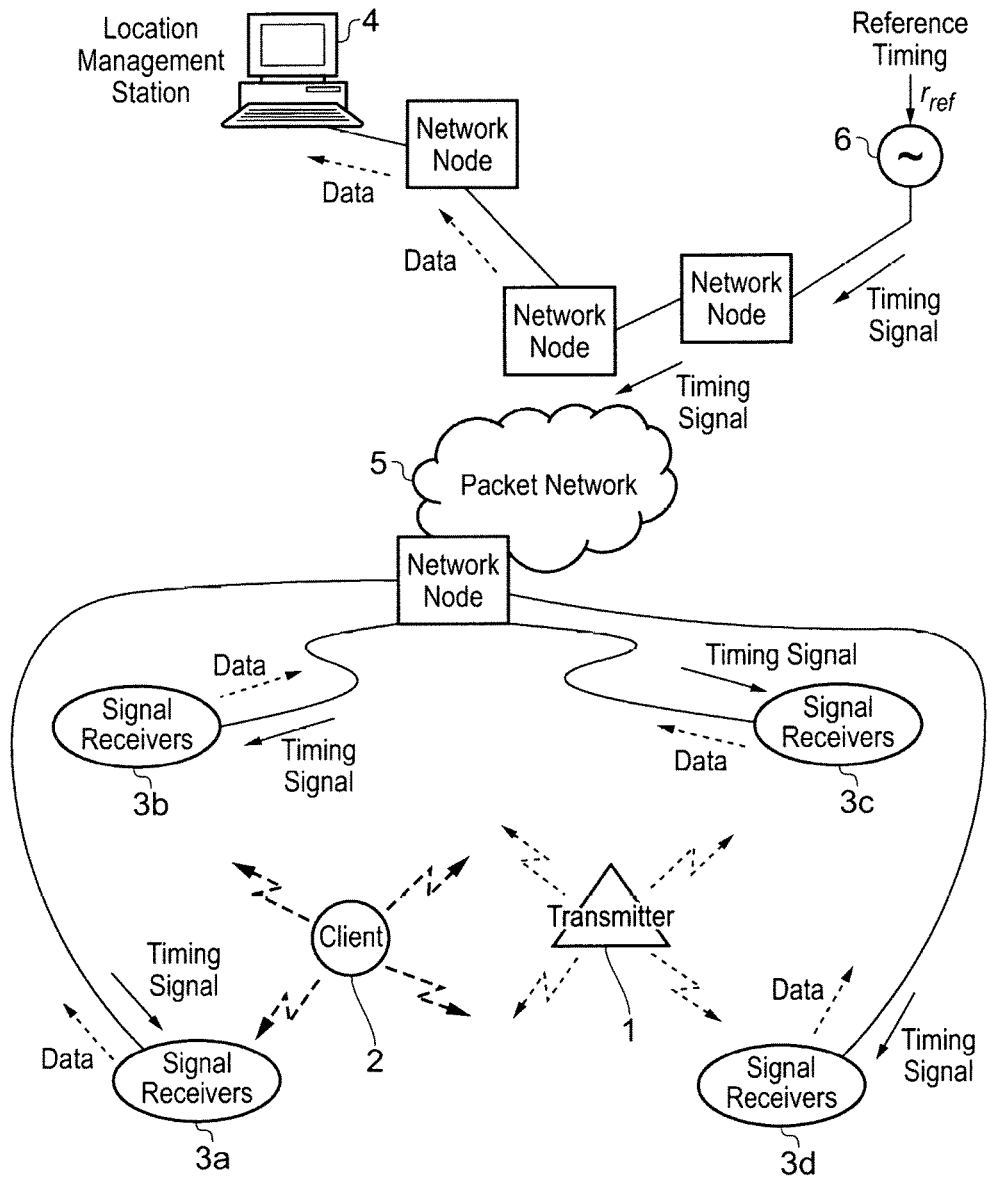 Location
Management
Station
4
Reference
Timing
r_ref
6
~
Network
Node
Data
Data
Network
Node
Network
Node
Timing
Signal
Timing
Signal
5
Packet Network
Network
Node
Data
Timing Signal
Signal
Receivers
Timing
Signal
3b
Signal
Receivers
Data
3c
Client
2
Transmitter
1
Timing
Signal
Data
Signal
Receivers
3a
Data
Timing
Signal
Signal
Receivers
3d